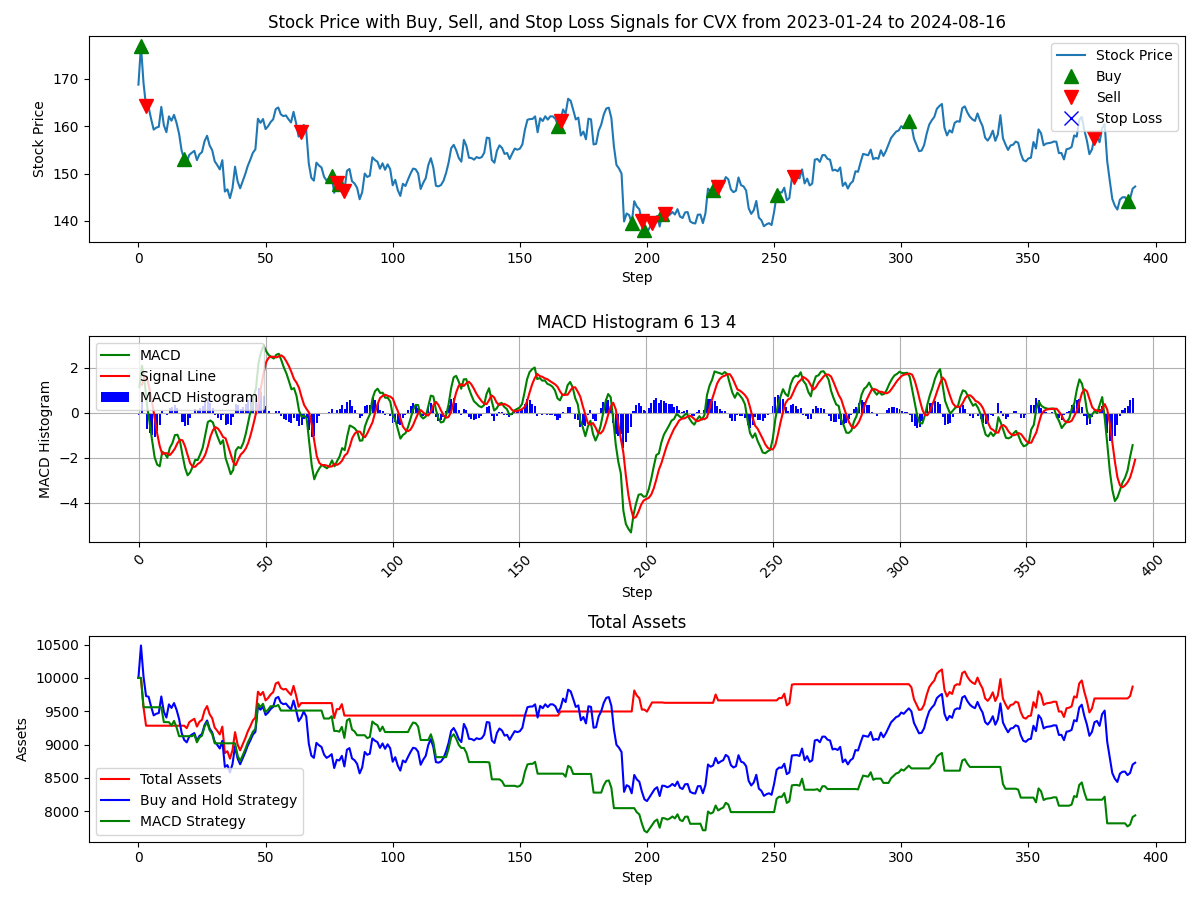 Stock Price with Buy, Sell, and Stop Loss Signals for CVX from 2023-01-24 to 2024-08-16
Stock Price
170
160
150
140
Stock Price
Buy
Sell
Stop Loss
0 50 100 150 200 250 300 350 400
Step
MACD Histogram 6 13 4
MACD Histogram
2
0
−2
−4
MACD
Signal Line
MACD Histogram
0 50 100 150 200 250 300 350 400
Step
Total Assets
Assets
10500
10000
9500
9000
8500
8000
Total Assets
Buy and Hold Strategy
MACD Strategy
0 50 100 150 200 250 300 350 400
Step